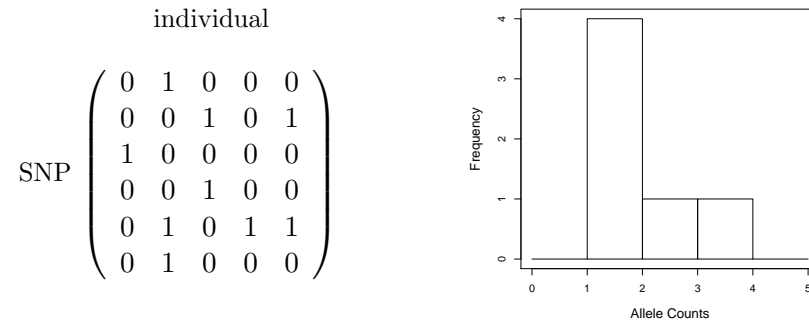 individual
0 1 0 0 0
0 0 1 0 1
SNP
1 0 0 0 0
0 0 1 0 0
0 1 0 1 1
0 1 0 0 0
4
3
2
1
0
Frequency
0 1 2 3 4 5
Allele Counts